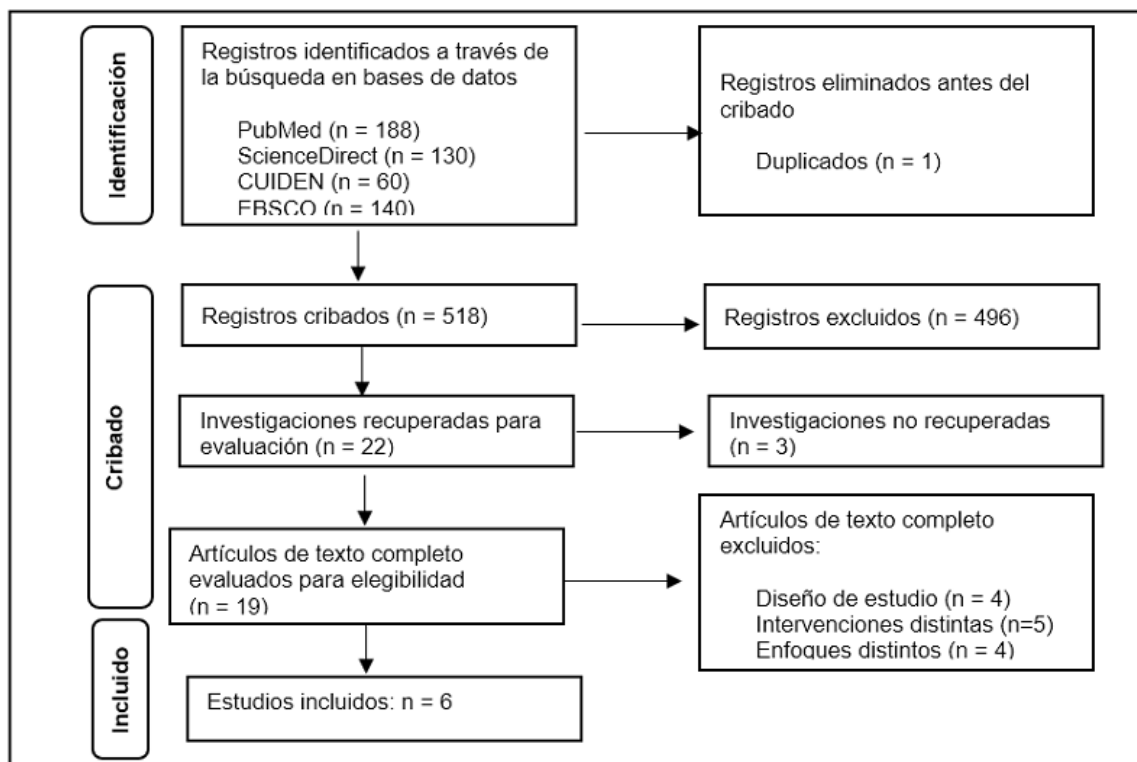 Identificación
Registros identificados a través de
la búsqueda en bases de datos
PubMed (n = 188)
ScienceDirect (n = 130)
CUIDEN (n = 60)
EBSCO (n = 140)
Registros eliminados antes del
cribado
Duplicados (n = 1)
Cribado
Registros cribados (n = 518)
Registros excluidos (n = 496)
Investigaciones recuperadas para
evaluación (n = 22)
Investigaciones no recuperadas
(n = 3)
Artículos de texto completo
evaluados para elegibilidad
(n = 19)
Artículos de texto completo
excluidos:
Diseño de estudio (n = 4)
Intervenciones distintas (n=5)
Enfoques distintos (n = 4)
Incluido
Estudios incluidos: n = 6